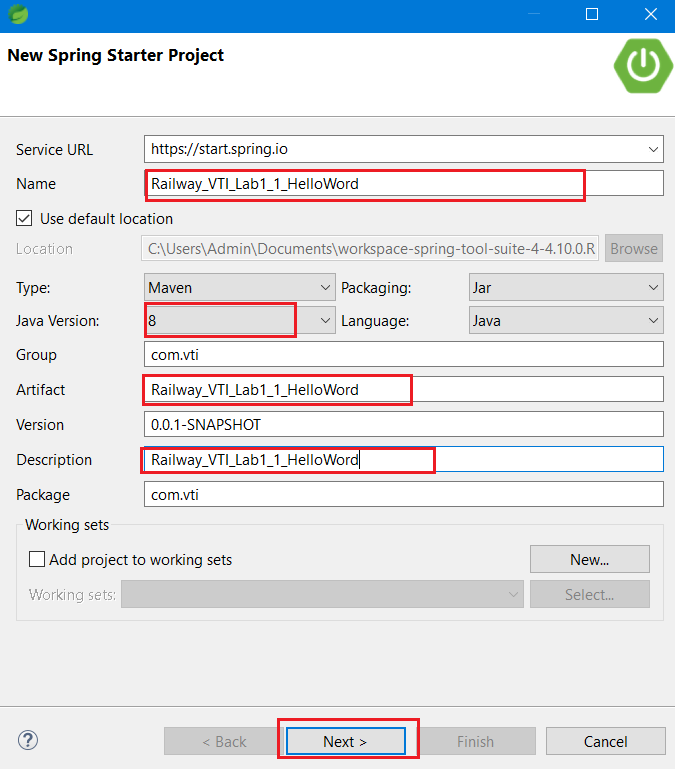 New Spring Starter Project
Service URL https://start.spring.io
Name Railway_VTI_Lab1_1_HelloWord
Use default location
Location C:\Users\Admin\Documents\workspace-spring-tool-suite-4-4.10.0.R Browse
Type: Maven Packaging: Jar
Java Version: 8 Language: Java
Group com.vti
Artifact Railway_VTI_Lab1_1_HelloWord
Version 0.0.1-SNAPSHOT
Description Railway_VTI_Lab1_1_HelloWord
Package com.vti
Working sets
Add project to working sets New...
Working sets: Select...
? < Back Next > Finish Cancel